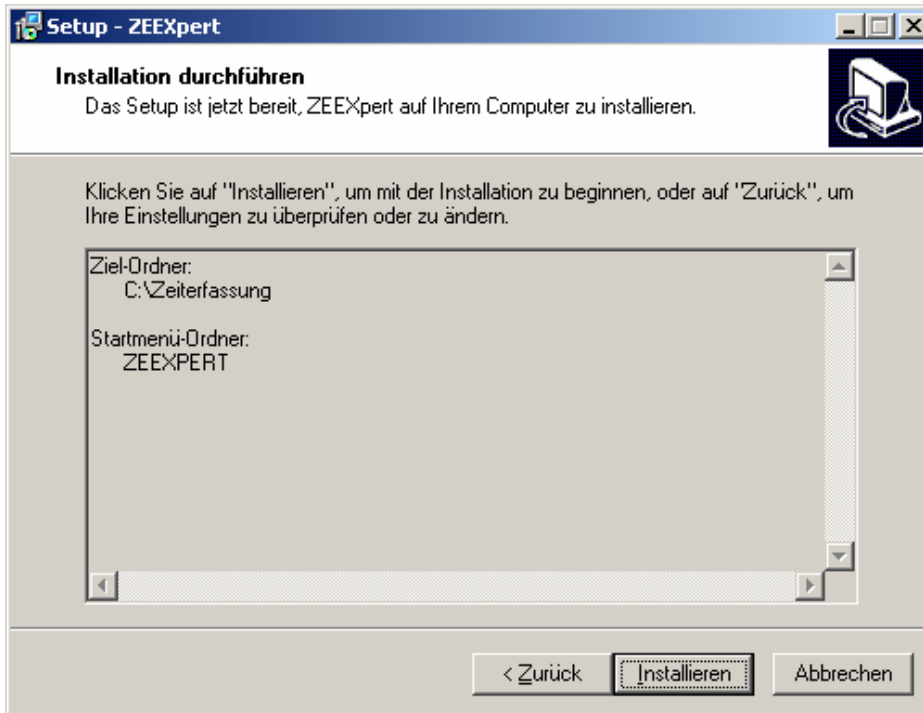 Setup - ZEEXpert
Installation durchführen
Das Setup ist jetzt bereit, ZEEXpert auf Ihrem Computer zu installieren.
Klicken Sie auf "Installieren", um mit der Installation zu beginnen, oder auf "Zurück", um
Ihre Einstellungen zu überprüfen oder zu ändern.
Ziel-Ordner:
C:\Zeiterfassung
Startmenü-Ordner:
ZEEXPERT
< Zurück
Installieren
Abbrechen